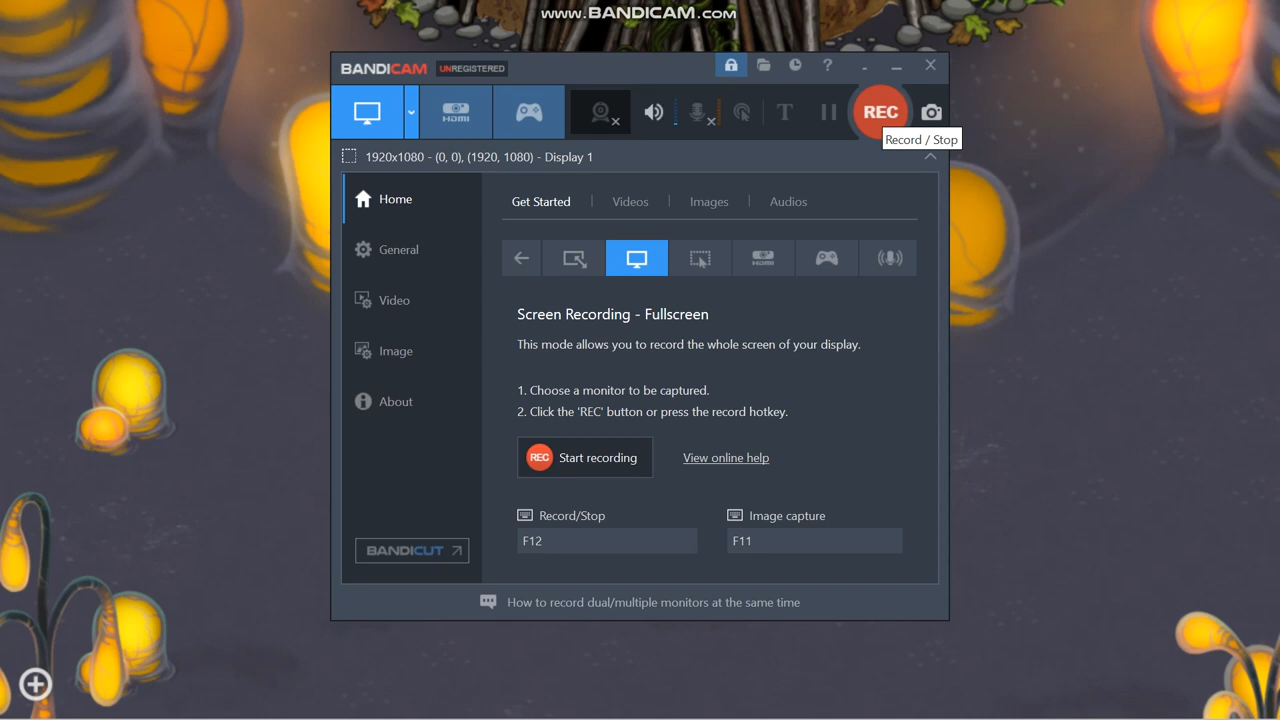 www.BANDICAM.com
BANDICAM UNREGISTERED
HDMI
T
REC
Record / Stop
1920x1080 - (0, 0), (1920, 1080) - Display 1
Home
General
Video
Image
About
BANDICUT
Get Started
Videos
Images
Audios
HDMI
Screen Recording - Fullscreen
This mode allows you to record the whole screen of your display.
1. Choose a monitor to be captured.
2. Click the 'REC' button or press the record hotkey.
REC Start recording
View online help
Record/Stop
Image capture
F12
F11
How to record dual/multiple monitors at the same time